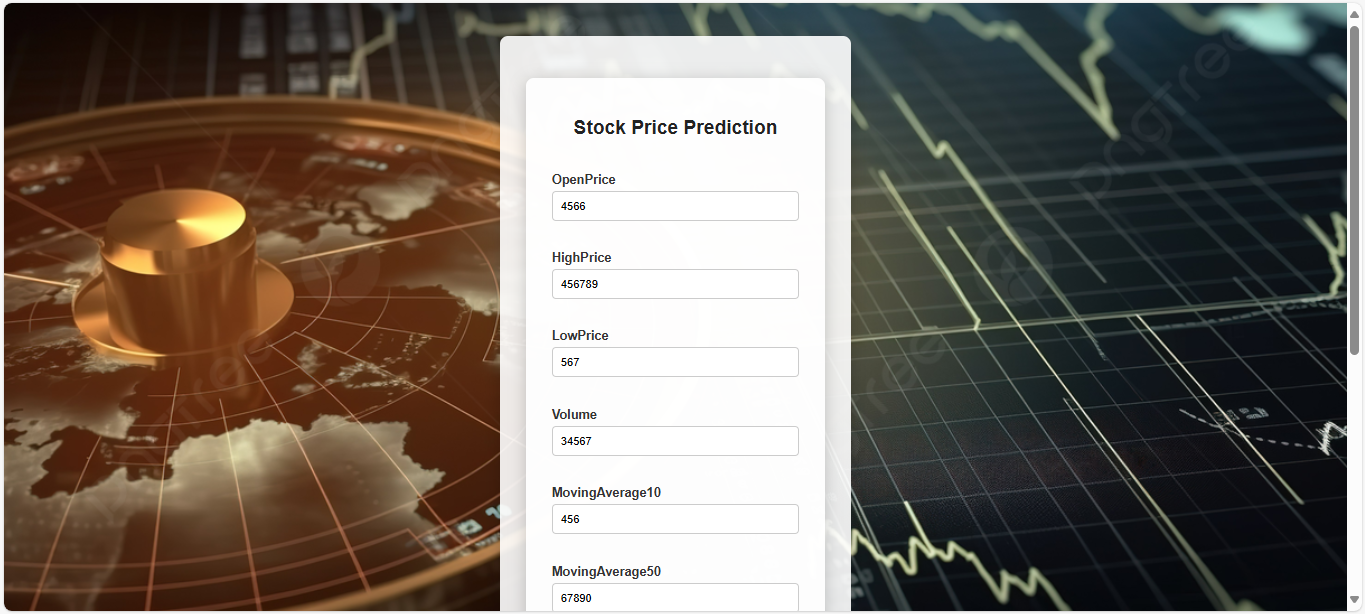 Stock Price Prediction
OpenPrice
4566
HighPrice
456789
LowPrice
567
Volume
34567
MovingAverage10
456
MovingAverage50
67890